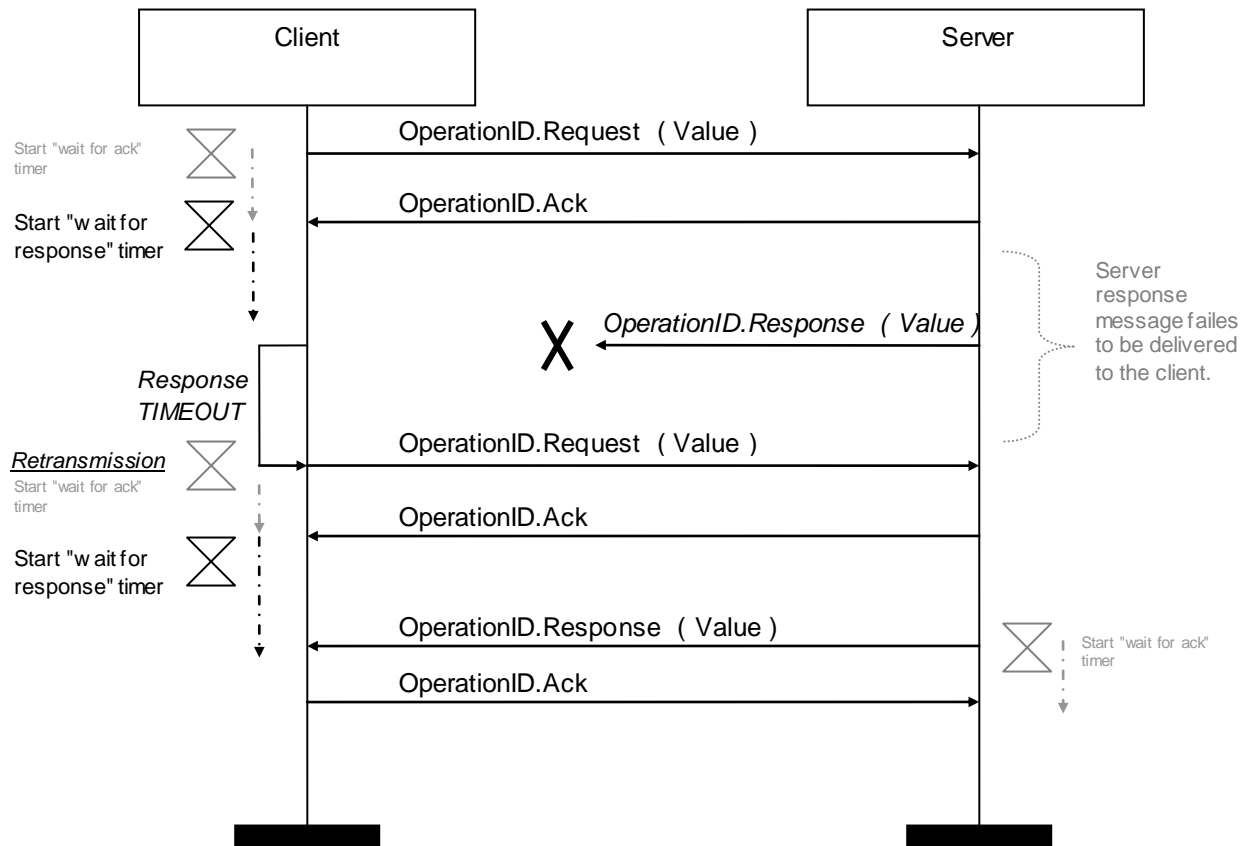 Client
Server
OperationID.Request ( Value )
Start "wait for ack"
timer
OperationID.Ack
Start "wait for
response" timer
Server
response
message failes
to be delivered
to the client.
OperationID.Response ( Value )
Response
TIMEOUT
OperationID.Request ( Value )
Retransmission
Start "wait for ack"
timer
OperationID.Ack
Start "wait for
response" timer
OperationID.Response ( Value )
Start "wait for ack"
timer
OperationID.Ack